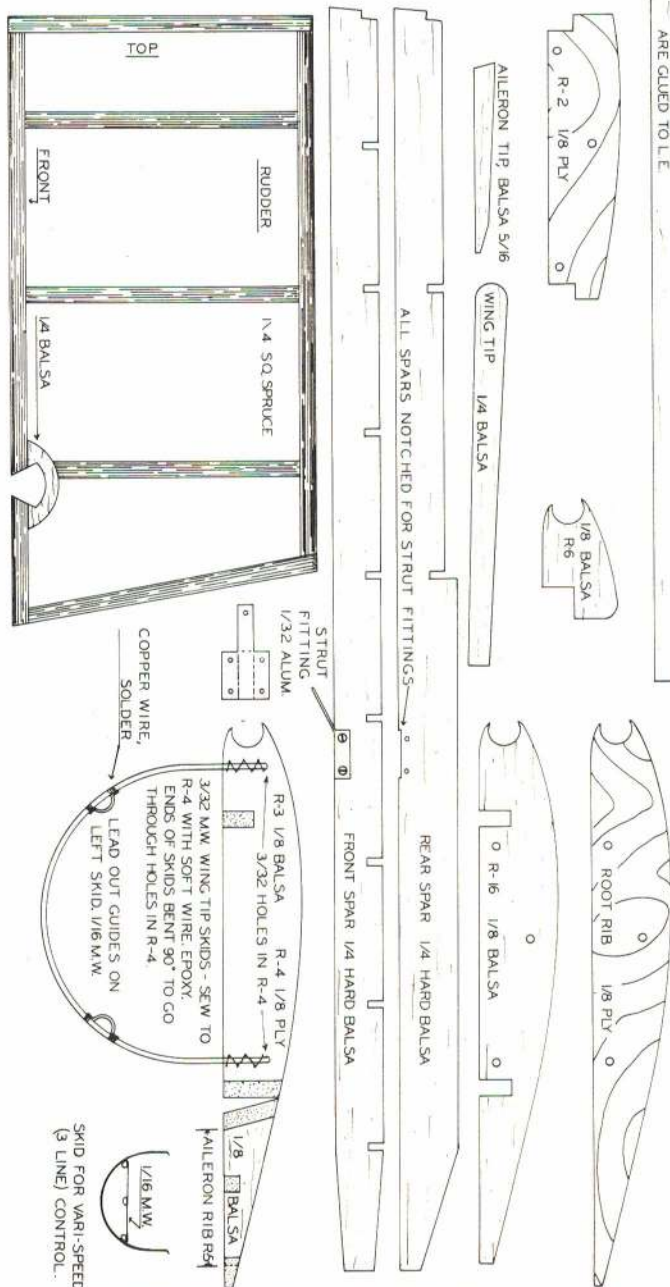 ARE GLUED TO L.E.
R-2 1/8 PLY
1/8 BALSA
R6
ROOT RIB 1/8 PLY
AILERON TIP, BALSA 5/16
WING TIP 1/4 BALSA
R-16 1/8 BALSA
ALL SPARS NOTCHED FOR STRUT FITTINGS
REAR SPAR 1/4 HARD BALSA
FRONT SPAR 1/4 HARD BALSA
STRUT
FITTING
1/32 ALUM.
TOP
RUDDER
FRONT
1\4 SQ SPRUCE
1/4 BALSA
COPPER WIRE,
SOLDER
R-3 1/8 BALSA R-4 1/8 PLY
3/32 HOLES IN R-4
3/32 M.W. WING TIP SKIDS - SEW TO
R-4 WITH SOFT WIRE, EPOXY.
ENDS OF SKIDS BENT 90° TO GO
THROUGH HOLES IN R-4.
LEAD OUT GUIDES ON
LEFT SKID. 1/16 M.W.
1/8 BALSA
AILERON RIB R5
1/16 M.W.
SKID FOR VARI-SPEED
(3 LINE) CONTROL.